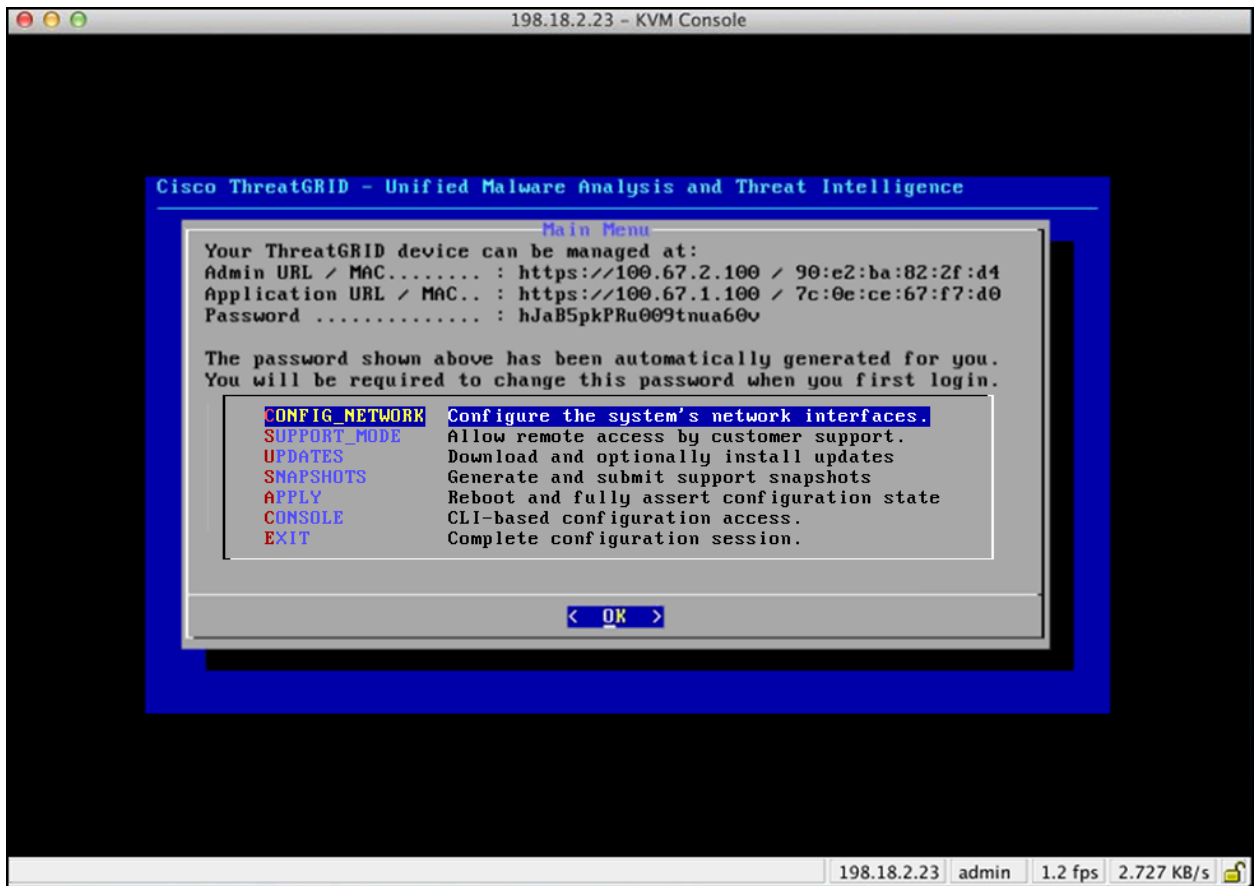 198.18.2.23 – KVM Console
Cisco ThreatGRID - Unified Malware Analysis and Threat Intelligence
Main Menu
Your ThreatGRID device can be managed at:
Admin URL / MAC........ : https://100.67.2.100 / 90:e2:ba:82:2f:d4
Application URL / MAC.. : https://100.67.1.100 / 7c:0e:ce:67:f7:d0
Password .............. : hJaB5pkPRu009tnua60v
The password shown above has been automatically generated for you.
You will be required to change this password when you first login.
CONFIG_NETWORK Configure the system's network interfaces.
SUPPORT_MODE Allow remote access by customer support.
UPDATES Download and optionally install updates
SNAPSHOTS Generate and submit support snapshots
APPLY Reboot and fully assert configuration state
CONSOLE CLI-based configuration access.
EXIT Complete configuration session.
< OK >
198.18.2.23 admin 1.2 fps 2.727 KB/s